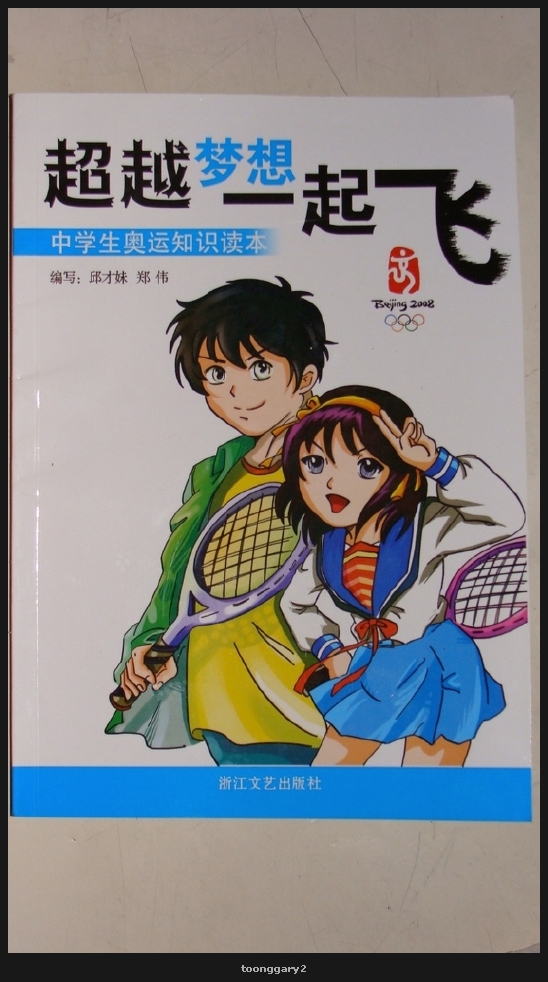 超越梦想一起飞
中学生奥运知识读本
编写：邱才妹 郑 伟
Beijing 2008
浙江文艺出版社
toonggary2